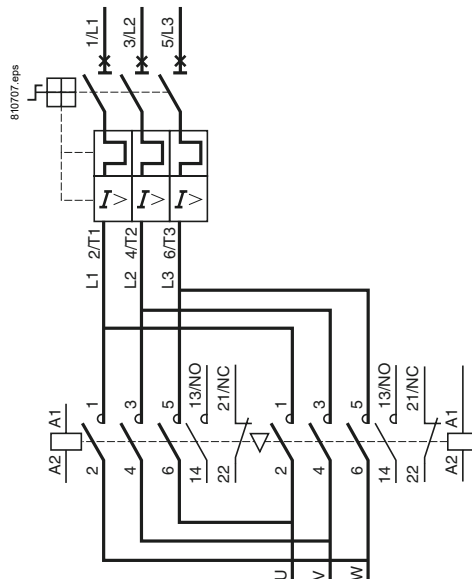 810707.eps
1/L1
3/L2
5/L3
I> I> I>
2/T1
4/T2
6/T3
L1
L2
L3
A1
1
3
5
13/NO
21/NC
1
3
5
13/NO
21/NC
A1
A2
2
4
6
14
22
2
4
6
14
22
A2
U
V
W